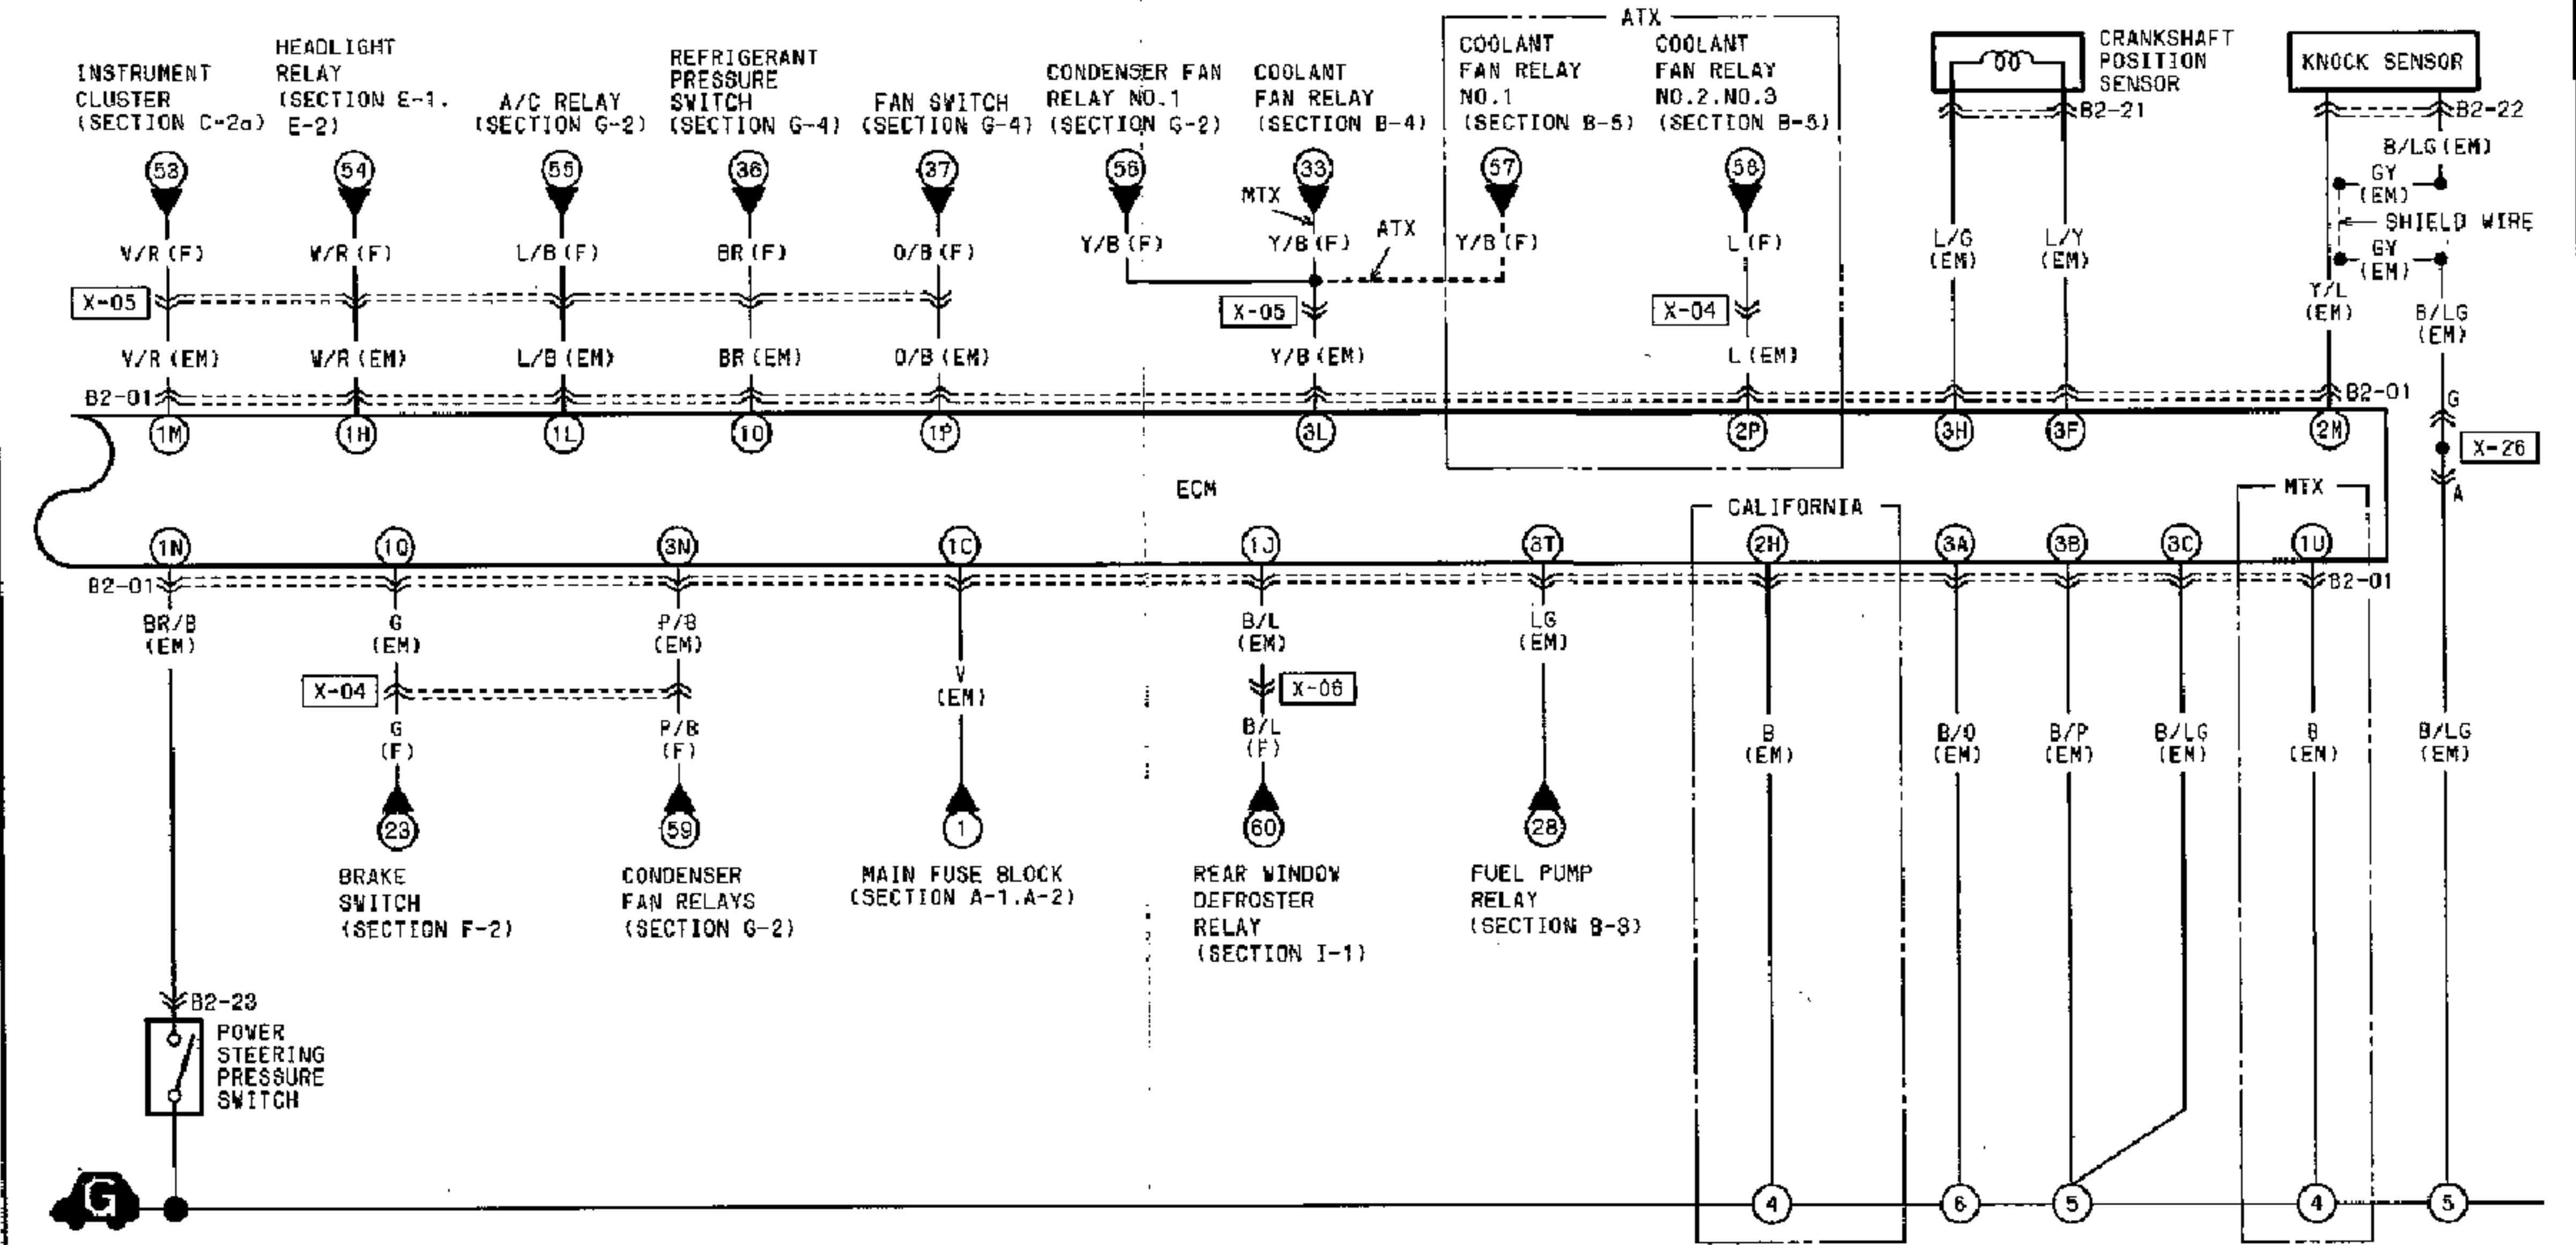 ATX
INSTRUMENT
CLUSTER
(SECTION C-2a)
HEADLIGHT
RELAY
(SECTION E-1.
E-2)
A/C RELAY
(SECTION G-2)
REFRIGERANT
PRESSURE
SWITCH
(SECTION G-4)
FAN SWITCH
(SECTION G-4)
CONDENSER FAN
RELAY NO.1
(SECTION G-2)
COOLANT
FAN RELAY
(SECTION B-4)
COOLANT
FAN RELAY
NO.1
(SECTION B-5)
COOLANT
FAN RELAY
NO.2.NO.3
(SECTION B-5)
CRANKSHAFT
POSITION
SENSOR
KNOCK SENSOR
B2-21
B2-22
53
54
55
36
37
56
33
57
58
B/LG (EM)
GY
(EM)
SHIELD WIRE
GY
(EM)
MTX
ATX
V/R (F)
W/R (F)
L/B (F)
BR (F)
O/B (F)
Y/B (F)
Y/B (F)
Y/B (F)
L (F)
L/G
(EM)
L/Y
(EM)
Y/L
(EM)
B/LG
(EM)
X-05
X-05
X-04
V/R (EM)
W/R (EM)
L/B (EM)
BR (EM)
O/B (EM)
Y/B (EM)
L (EM)
B2-01
B2-01
G
X-26
A
1M
1H
1L
1O
1P
3L
2P
3H
3F
2M
ECM
CALIFORNIA
MTX
1N
1Q
3N
1C
1J
3T
2H
3A
3B
3C
1U
B2-01
B2-01
BR/B
(EM)
G
(EM)
P/B
(EM)
V
(EM)
B/L
(EM)
LG
(EM)
X-04
X-06
G
(F)
P/B
(F)
B/L
(F)
B
(EM)
B/O
(EM)
B/P
(EM)
B/LG
(EM)
B
(EM)
B/LG
(EM)
23
59
1
60
28
BRAKE
SWITCH
(SECTION F-2)
CONDENSER
FAN RELAYS
(SECTION G-2)
MAIN FUSE BLOCK
(SECTION A-1.A-2)
REAR WINDOW
DEFROSTER
RELAY
(SECTION I-1)
FUEL PUMP
RELAY
(SECTION B-3)
B2-23
POWER
STEERING
PRESSURE
SWITCH
G
4
6
5
4
5